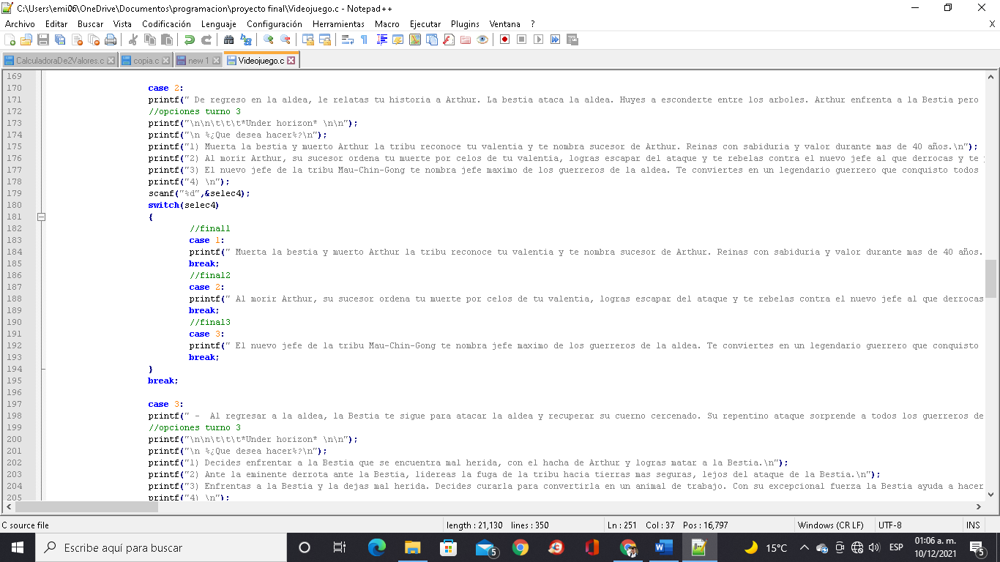 C:\Users\emi06\OneDrive\Documentos\programacion\proyecto final\Videojuego.c - Notepad++
Archivo Editar Buscar Vista Codificación Lenguaje Configuración Herramientas Macro Ejecutar Plugins Ventana ? X
CalculadoraDe2Valores.c copia.c new 1 Videojuego.c
169
170 case 2:
171 printf(" De regreso en la aldea, le relatas tu historia a Arthur. La bestia ataca la aldea. Huyes a esconderte entre los arboles. Arthur enfrenta a la Bestia pero
172 //opciones turno 3
173 printf("\n\n\t\t\t*Under horizon* \n\n");
174 printf("\n %¿Que desea hacer%?\n");
175 printf("1) Muerta la bestia y muerto Arthur la tribu reconoce tu valentia y te nombra sucesor de Arthur. Reinas con sabiduria y valor durante mas de 40 años.\n");
176 printf("2) Al morir Arthur, su sucesor ordena tu muerte por celos de tu valentia, logras escapar del ataque y te rebelas contra el nuevo jefe al que derrocas y te
177 printf("3) El nuevo jefe de la tribu Mau-Chin-Gong te nombra jefe maximo de los guerreros de la aldea. Te conviertes en un legendario guerrero que conquisto todos
178 printf("4) \n");
179 scanf("%d",&selec4);
180 switch(selec4)
181 {
182 //final1
183 case 1:
184 printf(" Muerta la bestia y muerto Arthur la tribu reconoce tu valentia y te nombra sucesor de Arthur. Reinas con sabiduria y valor durante mas de 40 años.
185 break;
186 //final2
187 case 2:
188 printf(" Al morir Arthur, su sucesor ordena tu muerte por celos de tu valentia, logras escapar del ataque y te rebelas contra el nuevo jefe al que derrocas
189 break;
190 //final3
191 case 3:
192 printf(" El nuevo jefe de la tribu Mau-Chin-Gong te nombra jefe maximo de los guerreros de la aldea. Te conviertes en un legendario guerrero que conquisto
193 break;
194 }
195 break;
196
197 case 3:
198 printf(" -  Al regresar a la aldea, la Bestia te sigue para atacar la aldea y recuperar su cuerno cercenado. Su repentino ataque sorprende a todos los guerreros de
199 //opciones turno 3
200 printf("\n\n\t\t\t*Under horizon* \n\n");
201 printf("\n %¿Que desea hacer%?\n");
202 printf("1) Decides enfrentar a la Bestia que se encuentra mal herida, con el hacha de Arthur y logras matar a la Bestia.\n");
203 printf("2) Ante la eminente derrota ante la Bestia, lidereas la fuga de la tribu hacia tierras mas seguras, lejos del ataque de la Bestia.\n");
204 printf("3) Enfrentas a la Bestia y la dejas mal herida. Decides curarla para convertirla en un animal de trabajo. Con su excepcional fuerza la Bestia ayuda a hacer
205 printf("4) \n");
C source file length : 21,130 lines : 350 Ln : 251 Col : 37 Pos : 16,797 Windows (CR LF) UTF-8 INS
Escribe aquí para buscar 5 15°C ESP 01:06 a. m. 5
10/12/2021